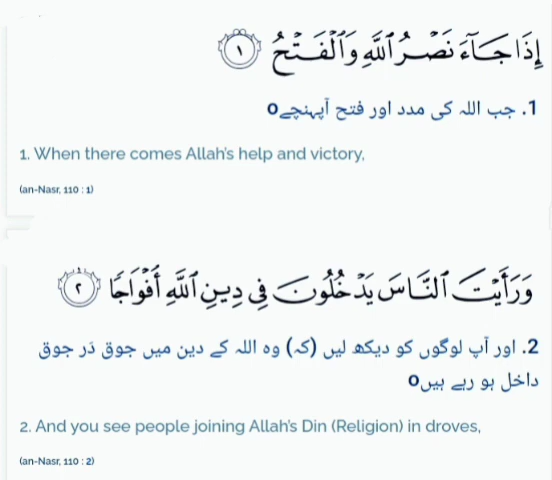 إِذَا جَآءَ نَصْرُ ٱللَّهِ وَٱلْفَتْحُ ١
1. جب اللہ کی مدد اور فتح آپہنچےo
1. When there comes Allah's help and victory,
(an-Nasr, 110 : 1)
وَرَأَيْتَ ٱلنَّاسَ يَدْخُلُونَ فِى دِينِ ٱللَّهِ أَفْوَاجًا ٢
2. اور آپ لوگوں کو دیکھ لیں (کہ) وہ اللہ کے دین میں جوق دَر جوق
داخل ہو رہے ہیںo
2. And you see people joining Allah's Din (Religion) in droves,
(an-Nasr, 110 : 2)